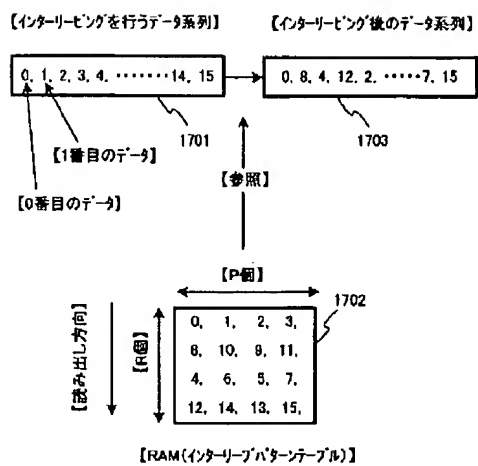 【インターリービングを行うデータ系列】
【インターリービング後のデータ系列】
0, 1, 2, 3, 4, ········14, 15
0, 8, 4, 12, 2, ·····7, 15
1701
1703
【1番目のデータ】
【0番目のデータ】
【参照】
【P個】
1702
【読み出し方向】
【R個】
0, 1, 2, 3,
8, 10, 9, 11,
4, 6, 5, 7,
12, 14, 13, 15,
【RAM(インターリーブパターンテーブル)】